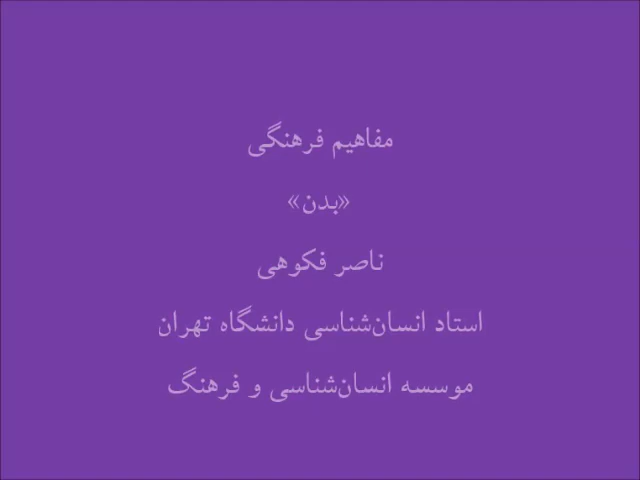 مفاهیم فرهنگی
«بدن»
ناصر فکوهی
استاد انسان‌شناسی دانشگاه تهران
موسسه انسان‌شناسی و فرهنگ